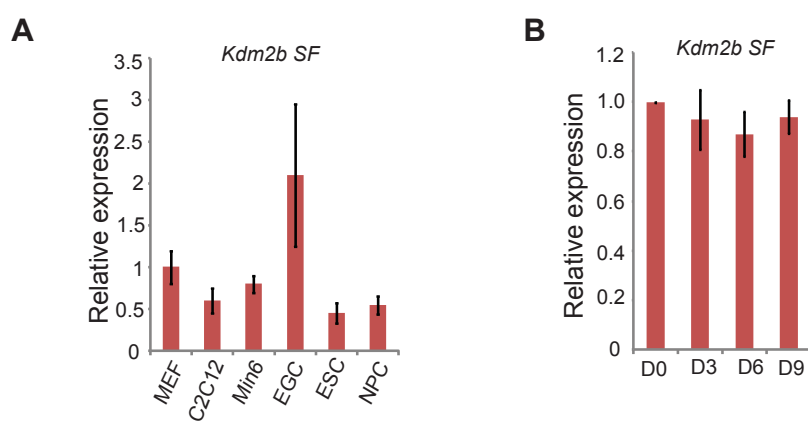 A
Kdm2b SF
Relative expression
3.5
3
2.5
2
1.5
1
0.5
0
MEF
C2C12
Min6
EGC
ESC
NPC
B
Kdm2b SF
Relative expression
1.2
1.0
0.8
0.6
0.4
0.2
0
D0
D3
D6
D9